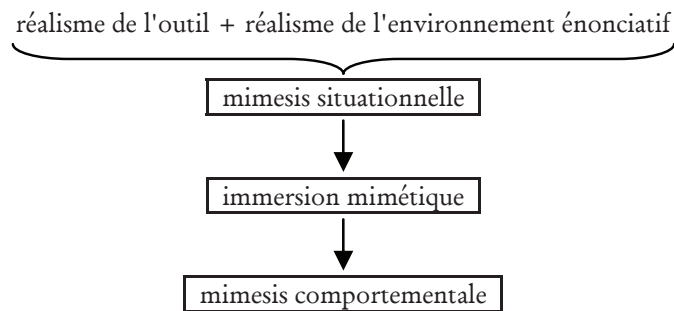 réalisme de l'outil + réalisme de l'environnement énonciatif
mimesis situationnelle
immersion mimétique
mimesis comportementale